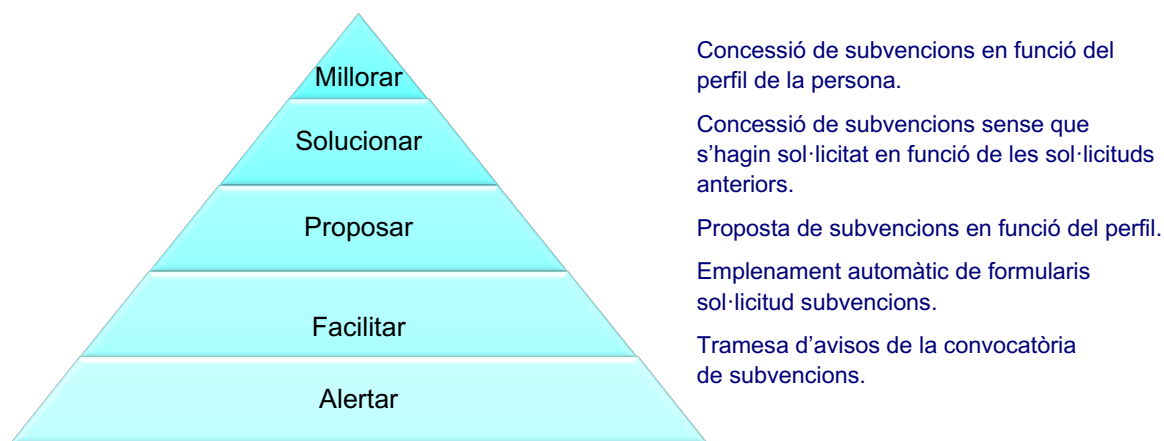 Millorar
Concessió de subvencions en funció del
perfil de la persona.
Solucionar
Concessió de subvencions sense que
s’hagin sol·licitat en funció de les sol·licituds
anteriors.
Proposar
Proposta de subvencions en funció del perfil.
Facilitar
Emplenament automàtic de formularis
sol·licitud subvencions.
Alertar
Tramesa d’avisos de la convocatòria
de subvencions.